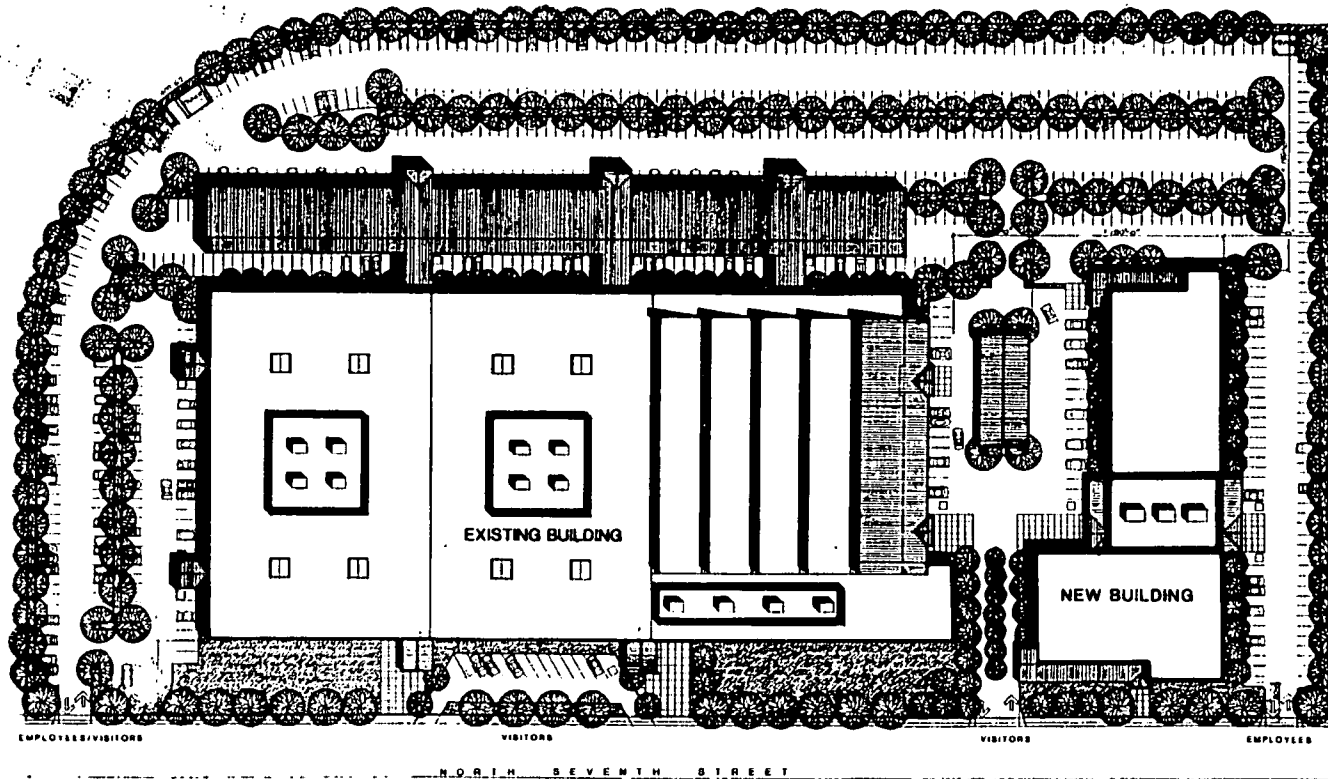 EXISTING BUILDING
NEW BUILDING
EMPLOYEES/VISITORS
VISITORS
VISITORS
EMPLOYEES
NORTH SEVENTH STREET